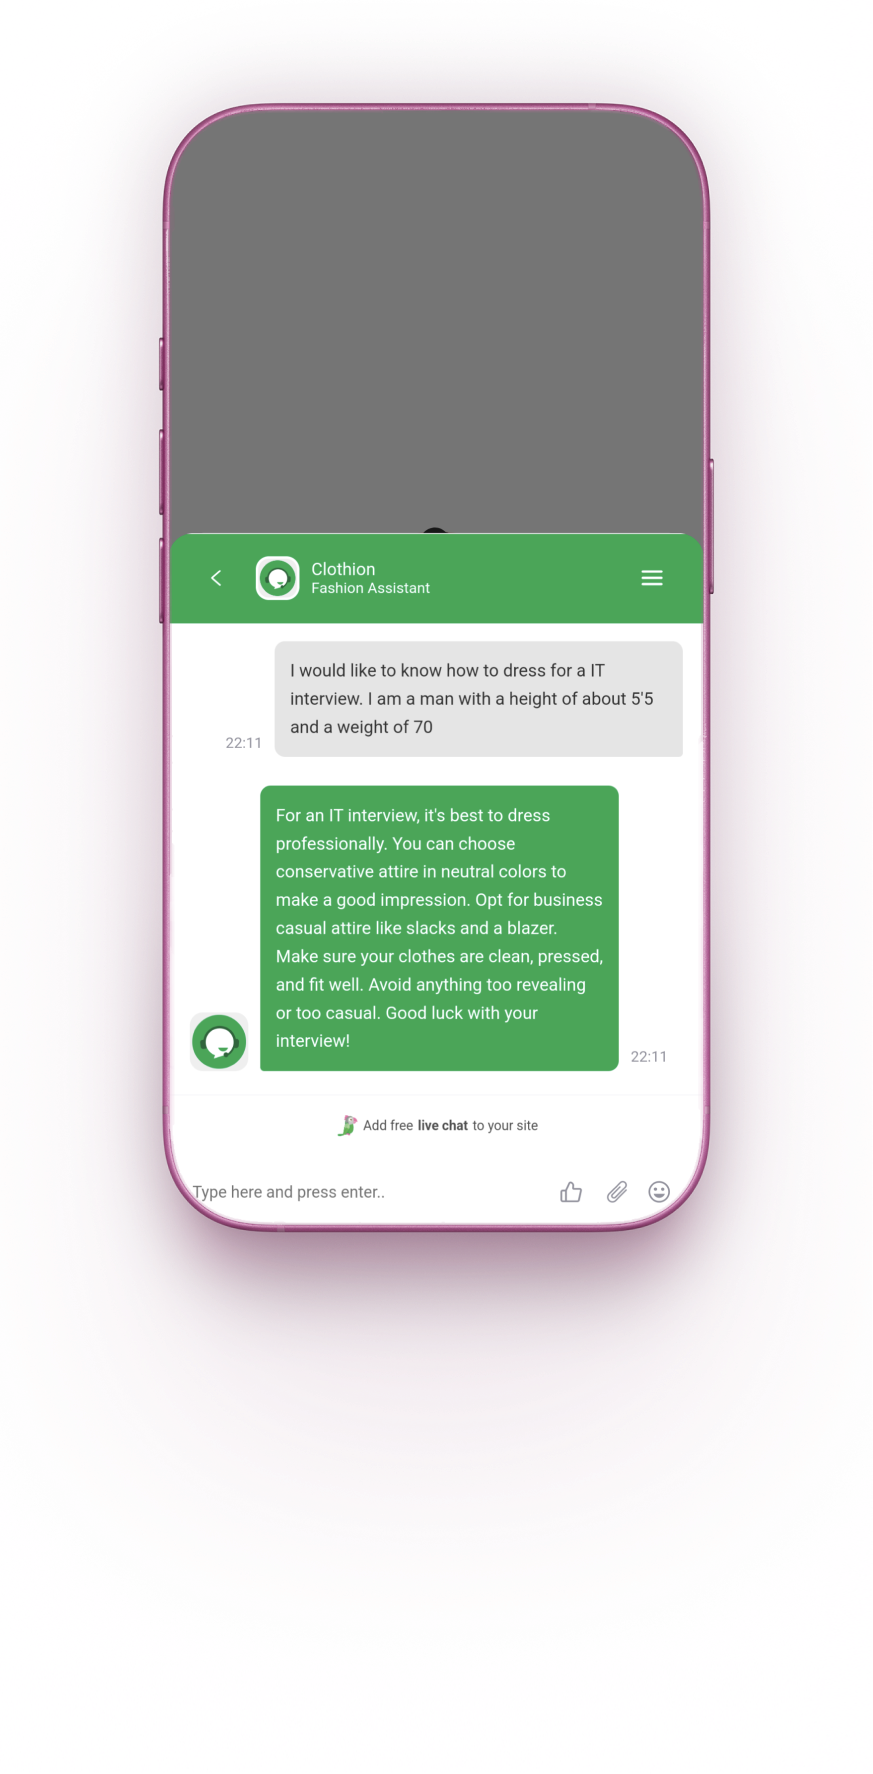 Clothion
Fashion Assistant
I would like to know how to dress for a IT
interview. I am a man with a height of about 5'5
and a weight of 70
22:11
For an IT interview, it's best to dress
professionally. You can choose
conservative attire in neutral colors to
make a good impression. Opt for business
casual attire like slacks and a blazer.
Make sure your clothes are clean, pressed,
and fit well. Avoid anything too revealing
or too casual. Good luck with your
interview!
22:11
Add free live chat to your site
Type here and press enter..